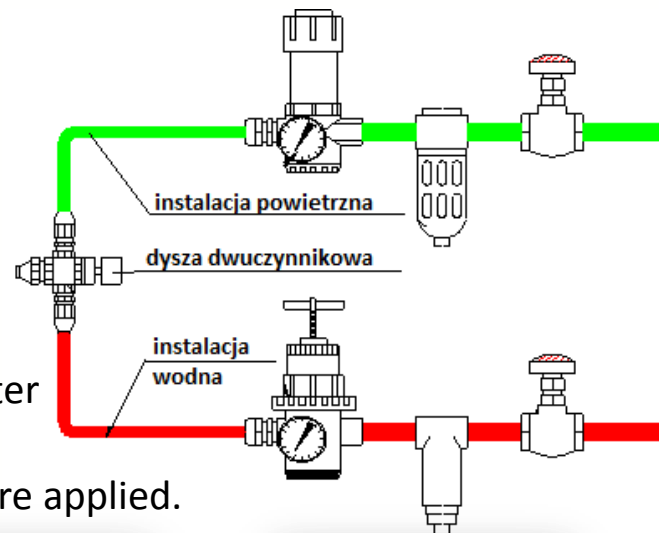 instalacja powietrzna
dysza dwuczynnikowa
instalacja
wodna
ter
re applied.